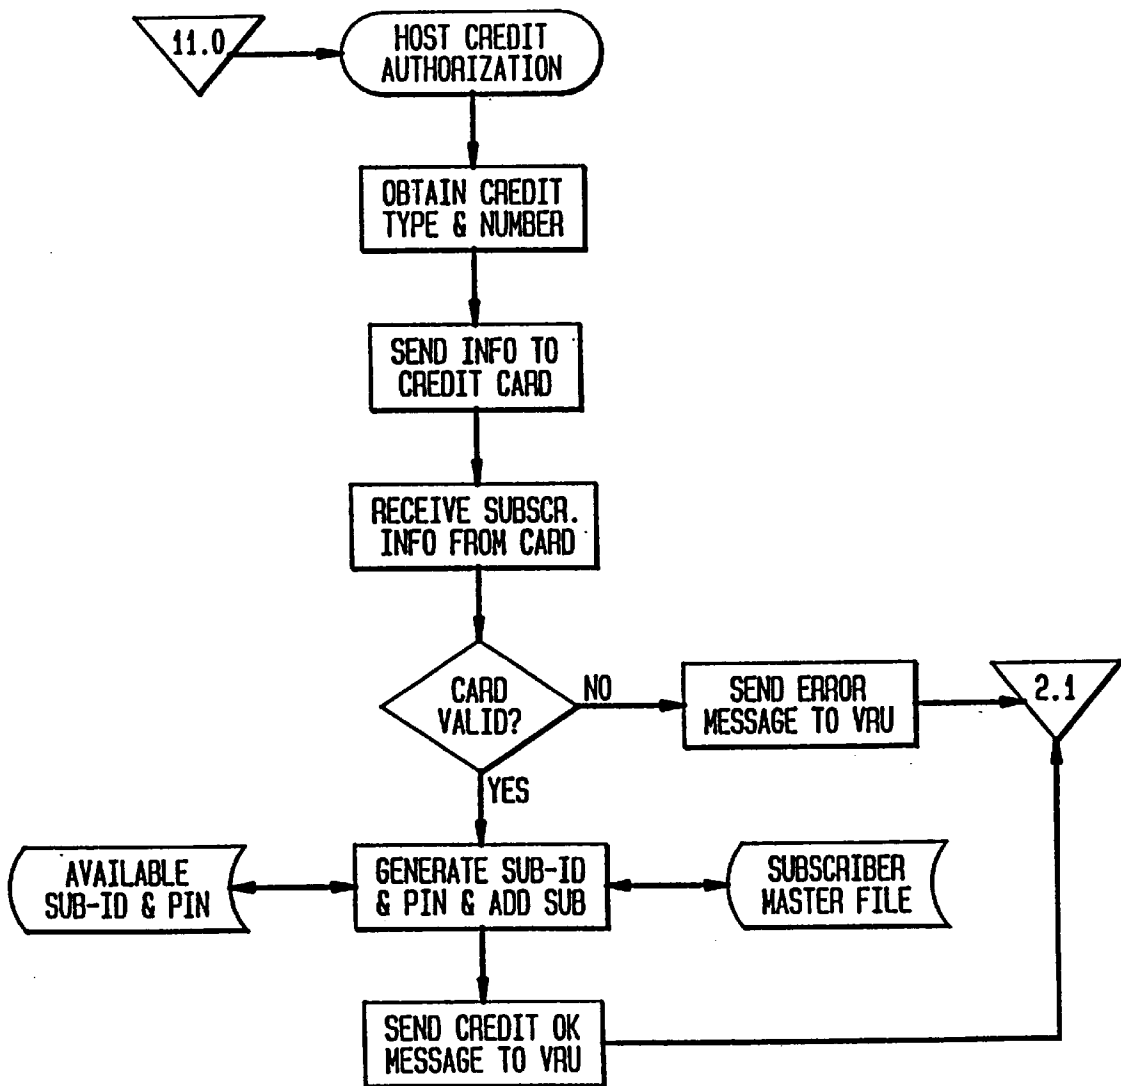 11.0
HOST CREDIT
AUTHORIZATION
OBTAIN CREDIT
TYPE & NUMBER
SEND INFO TO
CREDIT CARD
RECEIVE SUBSCR.
INFO FROM CARD
CARD
VALID?
NO
SEND ERROR
MESSAGE TO VRU
2.1
YES
AVAILABLE
SUB-ID & PIN
GENERATE SUB-ID
& PIN & ADD SUB
SUBSCRIBER
MASTER FILE
SEND CREDIT OK
MESSAGE TO VRU